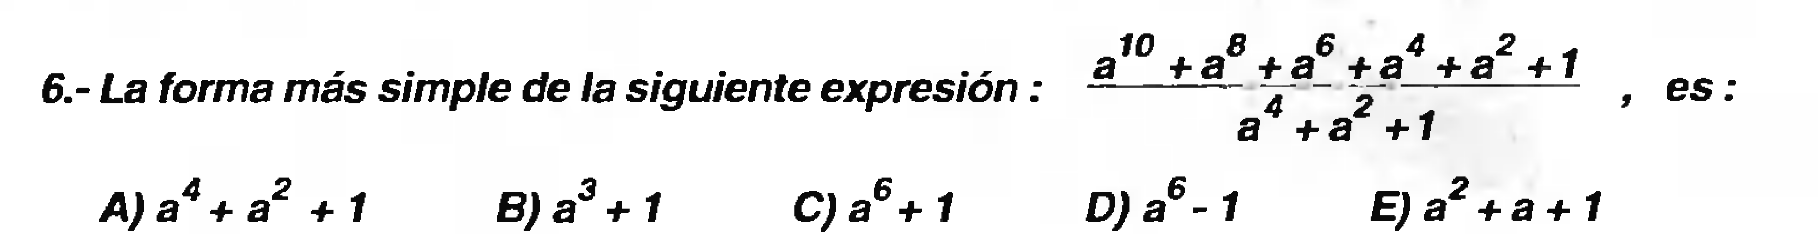 6.- La forma más simple de la siguiente expresión : \frac{a^{10} + a^8 + a^6 + a^4 + a^2 + 1}{a^4 + a^2 + 1} , es :
A) a^4 + a^2 + 1 B) a^3 + 1 C) a^6 + 1 D) a^6 - 1 E) a^2 + a + 1